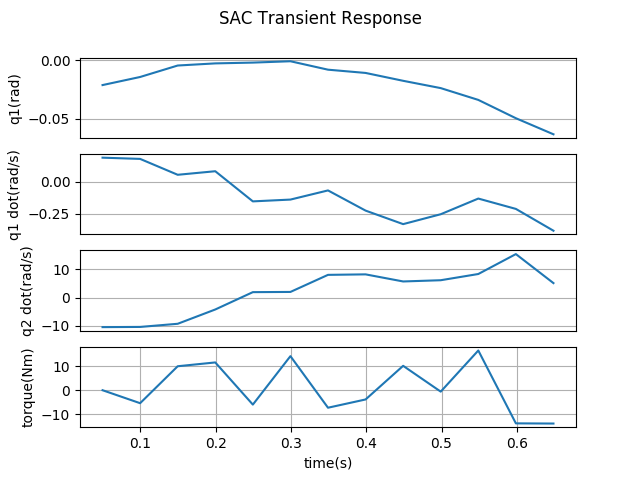 SAC Transient Response
0.00
−0.05
q1(rad)
0.00
−0.25
q1 dot(rad/s)
10
0
−10
q2 dot(rad/s)
10
0
−10
torque(Nm)
0.1 0.2 0.3 0.4 0.5 0.6
time(s)